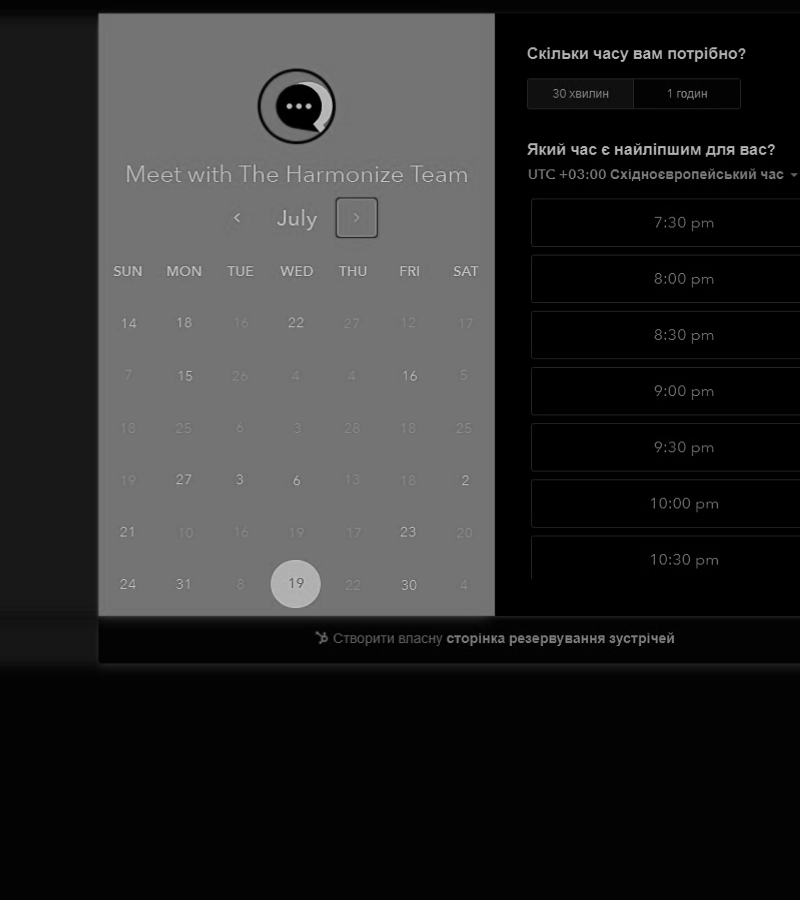 Meet with The Harmonize Team
July
SUN MON TUE WED THU FRI SAT
14 18 16 22 27 12 17
7 15 26 4 4 16 5
18 25 6 3 28 18 25
19 27 3 6 13 18 2
21 10 16 19 17 23 20
24 31 8 19 22 30 4
Скільки часу вам потрібно?
30 хвилин 1 годин
Який час є найліпшим для вас?
UTC +03:00 Східноєвропейський час
7:30 pm
8:00 pm
8:30 pm
9:00 pm
9:30 pm
10:00 pm
10:30 pm
Створити власну сторінка резервування зустрічей